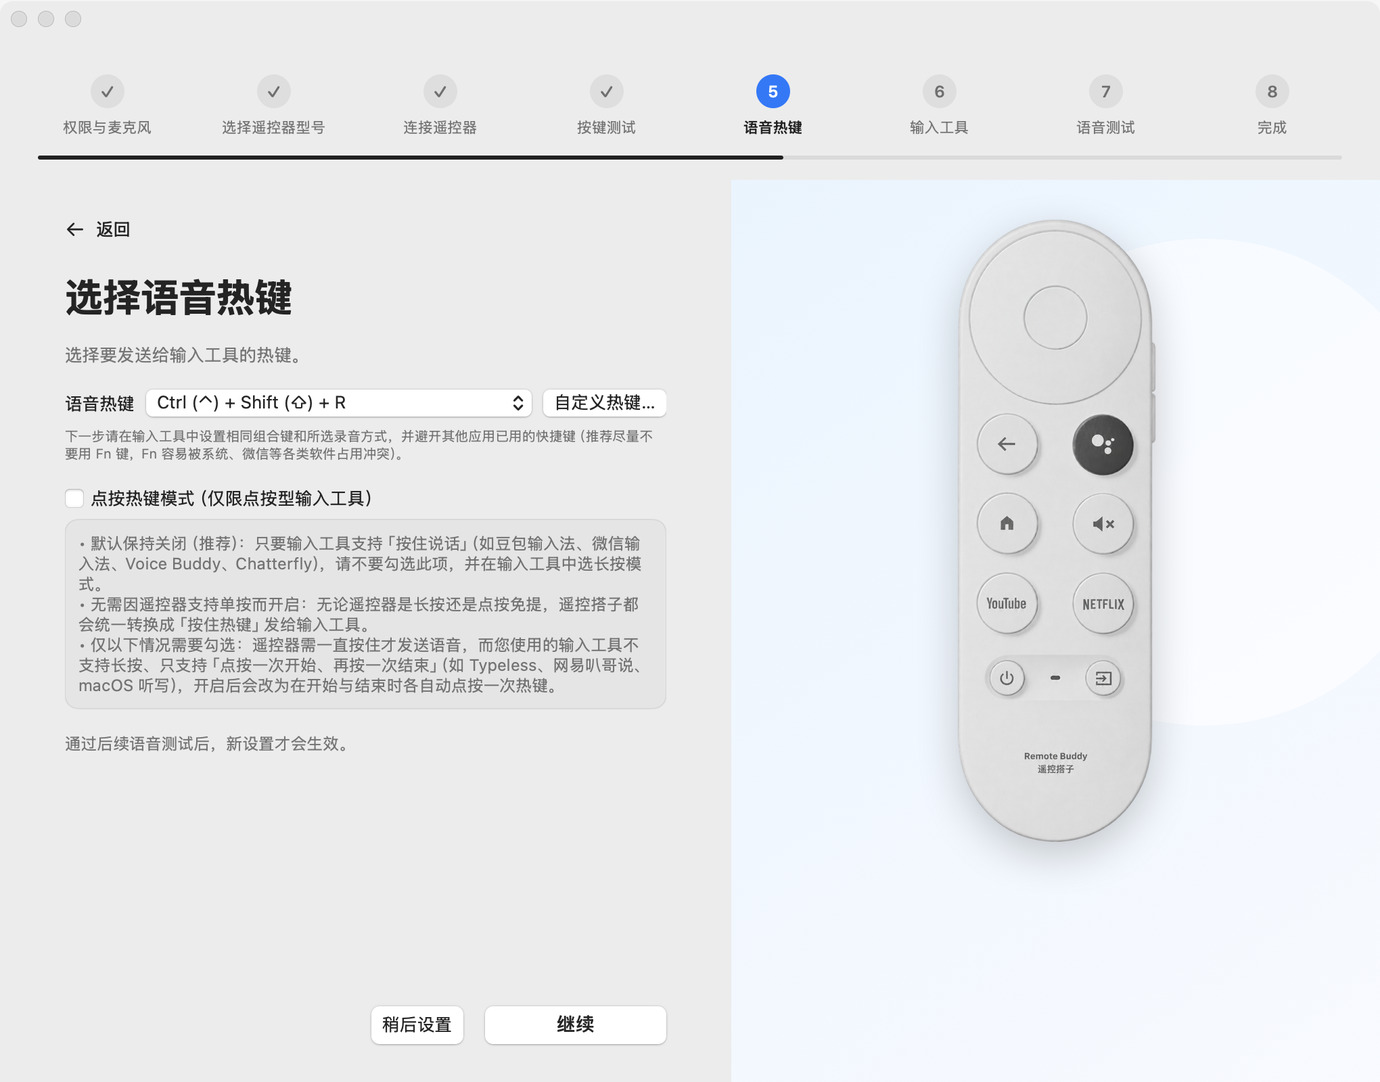 5
6
7
8
权限与麦克风
选择遥控器型号
连接遥控器
按键测试
语音热键
输入工具
语音测试
完成
返回
选择语音热键
选择要发送给输入工具的热键。
语音热键
Ctrl (^) + Shift (⇧) + R
自定义热键...
下一步请在输入工具中设置相同组合键和所选录音方式，并避开其他应用已用的快捷键（推荐尽量不
要用 Fn 键，Fn 容易被系统、微信等各类软件占用冲突）。
点按热键模式（仅限点按型输入工具）
• 默认保持关闭（推荐）：只要输入工具支持「按住说话」（如豆包输入法、微信输
入法、Voice Buddy、Chatterfly），请不要勾选此项，并在输入工具中选长按模
式。
• 无需因遥控器支持单按而开启：无论遥控器是长按还是点按免提，遥控搭子都
会统一转换成「按住热键」发给输入工具。
• 仅以下情况需要勾选：遥控器需一直按住才发送语音，而您使用的输入工具不
支持长按、只支持「点按一次开始、再按一次结束」（如 Typeless、网易叭哥说、
macOS 听写），开启后会改为在开始与结束时各自动点按一次热键。
通过后续语音测试后，新设置才会生效。
稍后设置
继续
YouTube
NETFLIX
Remote Buddy
遥控搭子